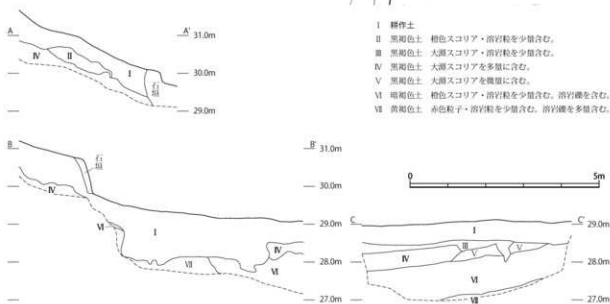 A A'
31.0m
30.0m
29.0m
IV II I 石垣
I 耕作土
II 黒褐色土 橙色スコリア・溶岩粒を少量含む。
III 黒褐色土 大淵スコリア・溶岩粒を少量含む。
IV 黒褐色土 大淵スコリアを多量に含む。
V 黒褐色土 大淵スコリアを微量に含む。
VI 暗褐色土 橙色スコリア・溶岩粒を少量含む。溶岩礫を含む。
VII 黄褐色土 赤色粒子・溶岩粒を少量含む。溶岩礫を多量含む。
B B'
31.0m
30.0m
29.0m
28.0m
27.0m
石垣
IV VI I VII IV VI
0 5m
C C'
29.0m
28.0m
27.0m
I
III
IV V V
VI
VII